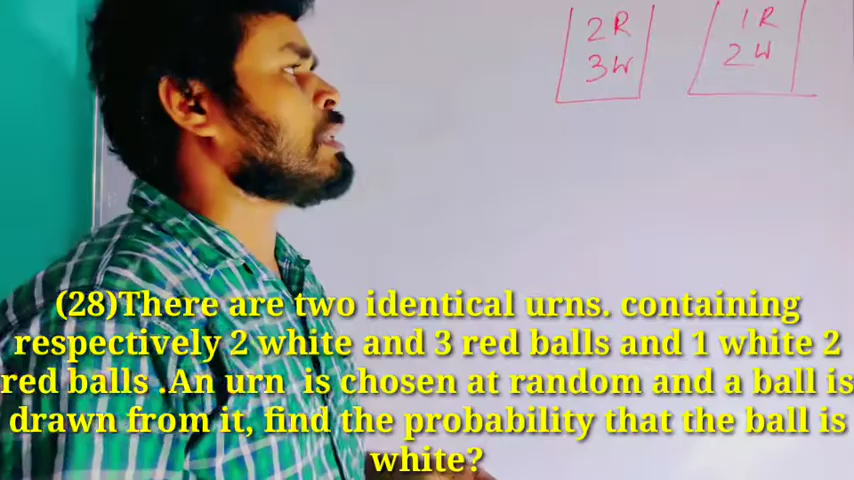 2R
3W
1R
2W
(28)There are two identical urns. containing
respectively 2 white and 3 red balls and 1 white 2
red balls .An urn is chosen at random and a ball is
drawn from it, find the probability that the ball is
white?